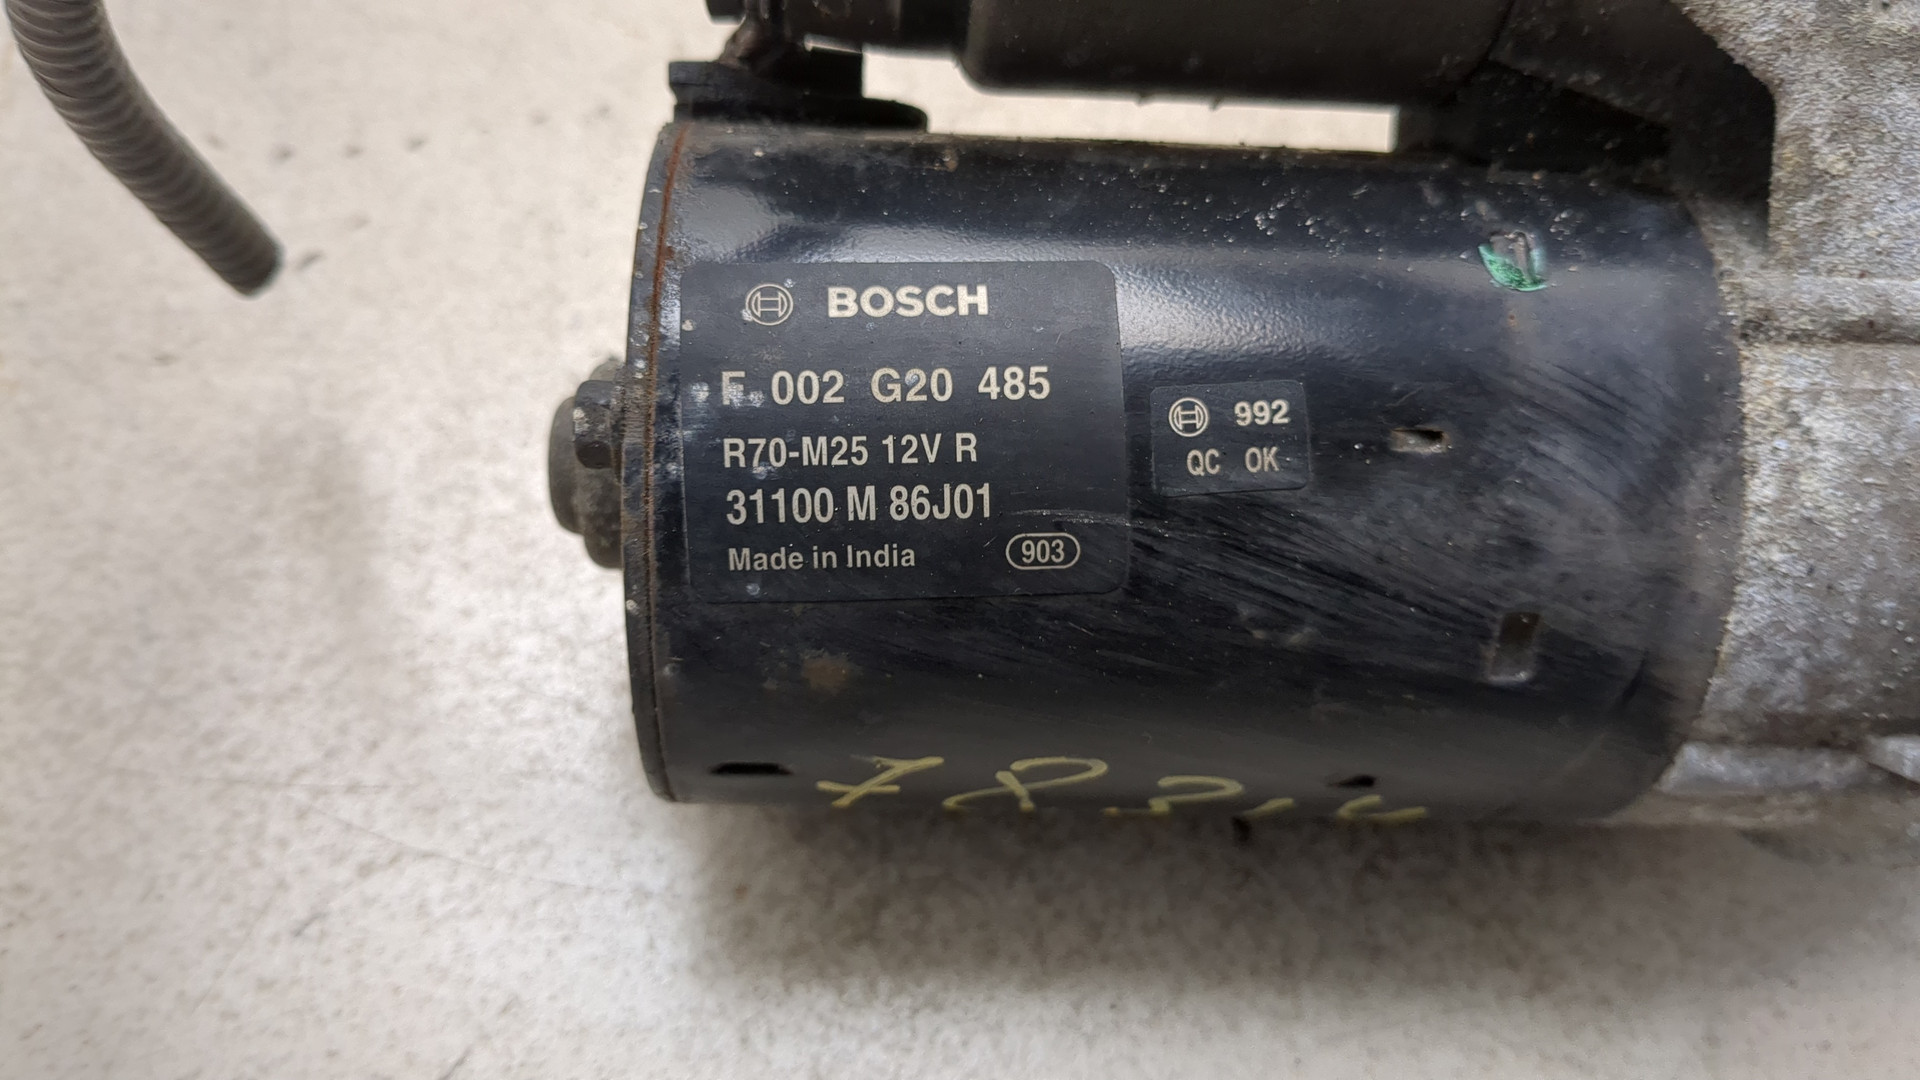 BOSCH
F 002 G20 485
R70-M25 12V R
31100 M 86J01
Made in India 903
992
QC OK